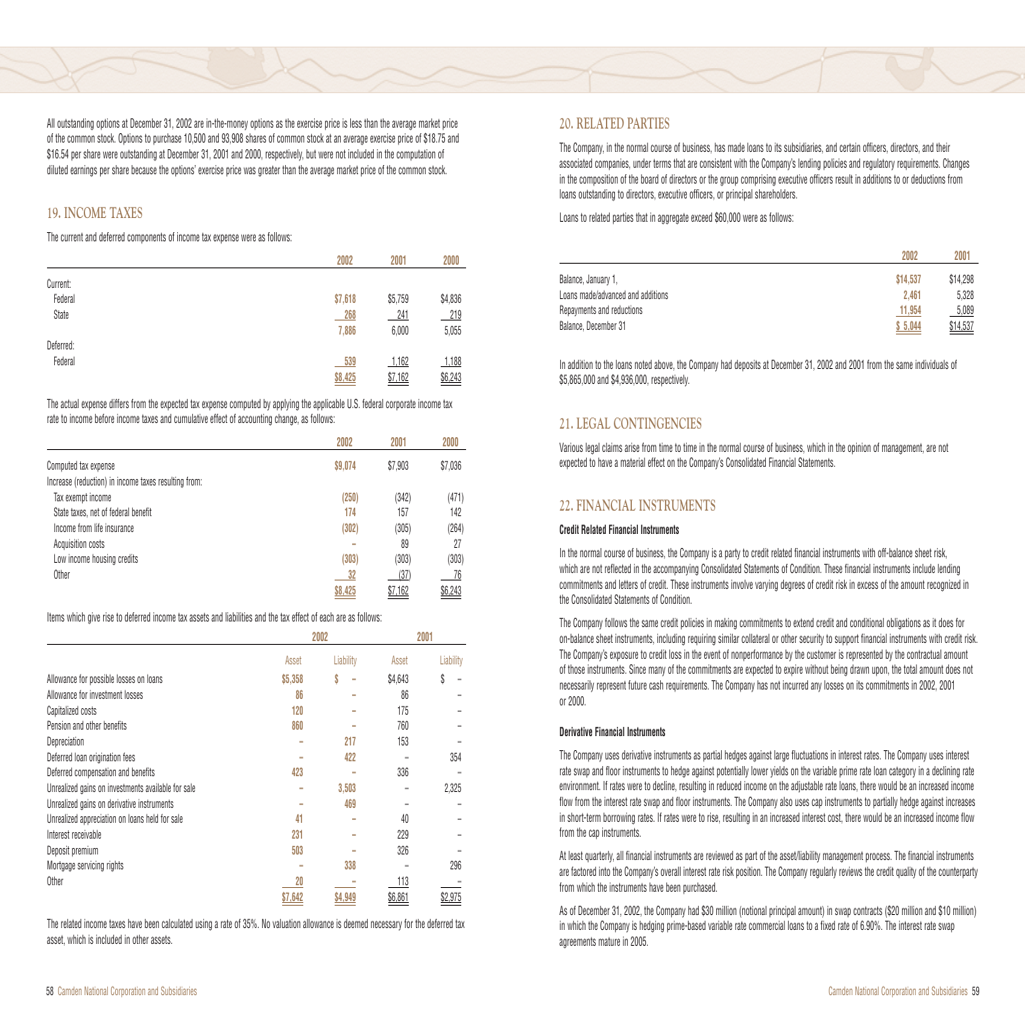 All outstanding options at December 31, 2002 are in-the-money options as the exercise price is less than the average market price
of the common stock. Options to purchase 10,500 and 93,908 shares of common stock at an average exercise price of $18.75 and
$16.54 per share were outstanding at December 31, 2001 and 2000, respectively, but were not included in the computation of
diluted earnings per share because the options' exercise price was greater than the average market price of the common stock.
19. INCOME TAXES
The current and deferred components of income tax expense were as follows:
2002 2001 2000
Current:
Federal $7,618 $5,759 $4,836
State 268 241 219
7,886 6,000 5,055
Deferred:
Federal 539 1,162 1,188
$8,425 $7,162 $6,243
The actual expense differs from the expected tax expense computed by applying the applicable U.S. federal corporate income tax
rate to income before income taxes and cumulative effect of accounting change, as follows:
2002 2001 2000
Computed tax expense $9,074 $7,903 $7,036
Increase (reduction) in income taxes resulting from:
Tax exempt income (250) (342) (471)
State taxes, net of federal benefit 174 157 142
Income from life insurance (302) (305) (264)
Acquisition costs – 89 27
Low income housing credits (303) (303) (303)
Other 32 (37) 76
$8,425 $7,162 $6,243
Items which give rise to deferred income tax assets and liabilities and the tax effect of each are as follows:
2002 2001
Asset Liability Asset Liability
Allowance for possible losses on loans $5,358 $ – $4,643 $ –
Allowance for investment losses 86 – 86 –
Capitalized costs 120 – 175 –
Pension and other benefits 860 – 760 –
Depreciation – 217 153 –
Deferred loan origination fees – 422 – 354
Deferred compensation and benefits 423 – 336 –
Unrealized gains on investments available for sale – 3,503 – 2,325
Unrealized gains on derivative instruments – 469 – –
Unrealized appreciation on loans held for sale 41 – 40 –
Interest receivable 231 – 229 –
Deposit premium 503 – 326 –
Mortgage servicing rights – 338 – 296
Other 20 – 113 –
$7,642 $4,949 $6,861 $2,975
The related income taxes have been calculated using a rate of 35%. No valuation allowance is deemed necessary for the deferred tax
asset, which is included in other assets.
58 Camden National Corporation and Subsidiaries
20. RELATED PARTIES
The Company, in the normal course of business, has made loans to its subsidiaries, and certain officers, directors, and their
associated companies, under terms that are consistent with the Company's lending policies and regulatory requirements. Changes
in the composition of the board of directors or the group comprising executive officers result in additions to or deductions from
loans outstanding to directors, executive officers, or principal shareholders.
Loans to related parties that in aggregate exceed $60,000 were as follows:
2002 2001
Balance, January 1, $14,537 $14,298
Loans made/advanced and additions 2,461 5,328
Repayments and reductions 11,954 5,089
Balance, December 31 $ 5,044 $14,537
In addition to the loans noted above, the Company had deposits at December 31, 2002 and 2001 from the same individuals of
$5,865,000 and $4,936,000, respectively.
21. LEGAL CONTINGENCIES
Various legal claims arise from time to time in the normal course of business, which in the opinion of management, are not
expected to have a material effect on the Company's Consolidated Financial Statements.
22. FINANCIAL INSTRUMENTS
Credit Related Financial Instruments
In the normal course of business, the Company is a party to credit related financial instruments with off-balance sheet risk,
which are not reflected in the accompanying Consolidated Statements of Condition. These financial instruments include lending
commitments and letters of credit. These instruments involve varying degrees of credit risk in excess of the amount recognized in
the Consolidated Statements of Condition.
The Company follows the same credit policies in making commitments to extend credit and conditional obligations as it does for
on-balance sheet instruments, including requiring similar collateral or other security to support financial instruments with credit risk.
The Company's exposure to credit loss in the event of nonperformance by the customer is represented by the contractual amount
of those instruments. Since many of the commitments are expected to expire without being drawn upon, the total amount does not
necessarily represent future cash requirements. The Company has not incurred any losses on its commitments in 2002, 2001
or 2000.
Derivative Financial Instruments
The Company uses derivative instruments as partial hedges against large fluctuations in interest rates. The Company uses interest
rate swap and floor instruments to hedge against potentially lower yields on the variable prime rate loan category in a declining rate
environment. If rates were to decline, resulting in reduced income on the adjustable rate loans, there would be an increased income
flow from the interest rate swap and floor instruments. The Company also uses cap instruments to partially hedge against increases
in short-term borrowing rates. If rates were to rise, resulting in an increased interest cost, there would be an increased income flow
from the cap instruments.
At least quarterly, all financial instruments are reviewed as part of the asset/liability management process. The financial instruments
are factored into the Company's overall interest rate risk position. The Company regularly reviews the credit quality of the counterparty
from which the instruments have been purchased.
As of December 31, 2002, the Company had $30 million (notional principal amount) in swap contracts ($20 million and $10 million)
in which the Company is hedging prime-based variable rate commercial loans to a fixed rate of 6.90%. The interest rate swap
agreements mature in 2005.
Camden National Corporation and Subsidiaries 59